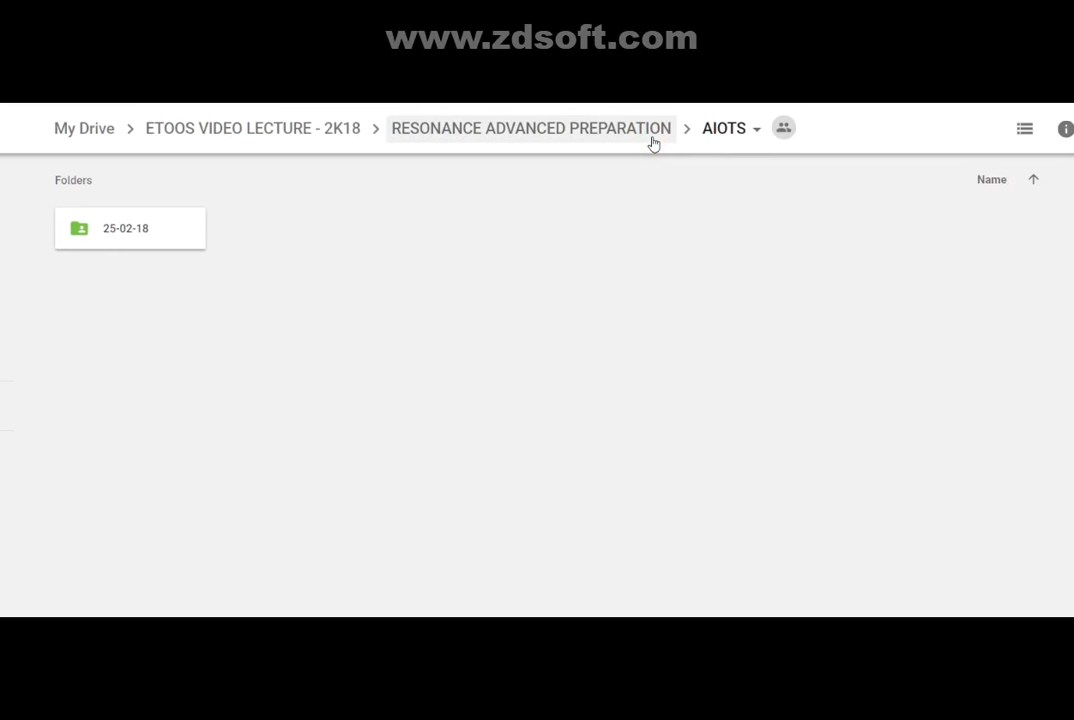 www.zdsoft.com
My Drive > ETOOS VIDEO LECTURE - 2K18 > RESONANCE ADVANCED PREPARATION > AIOTS
Folders
Name
25-02-18